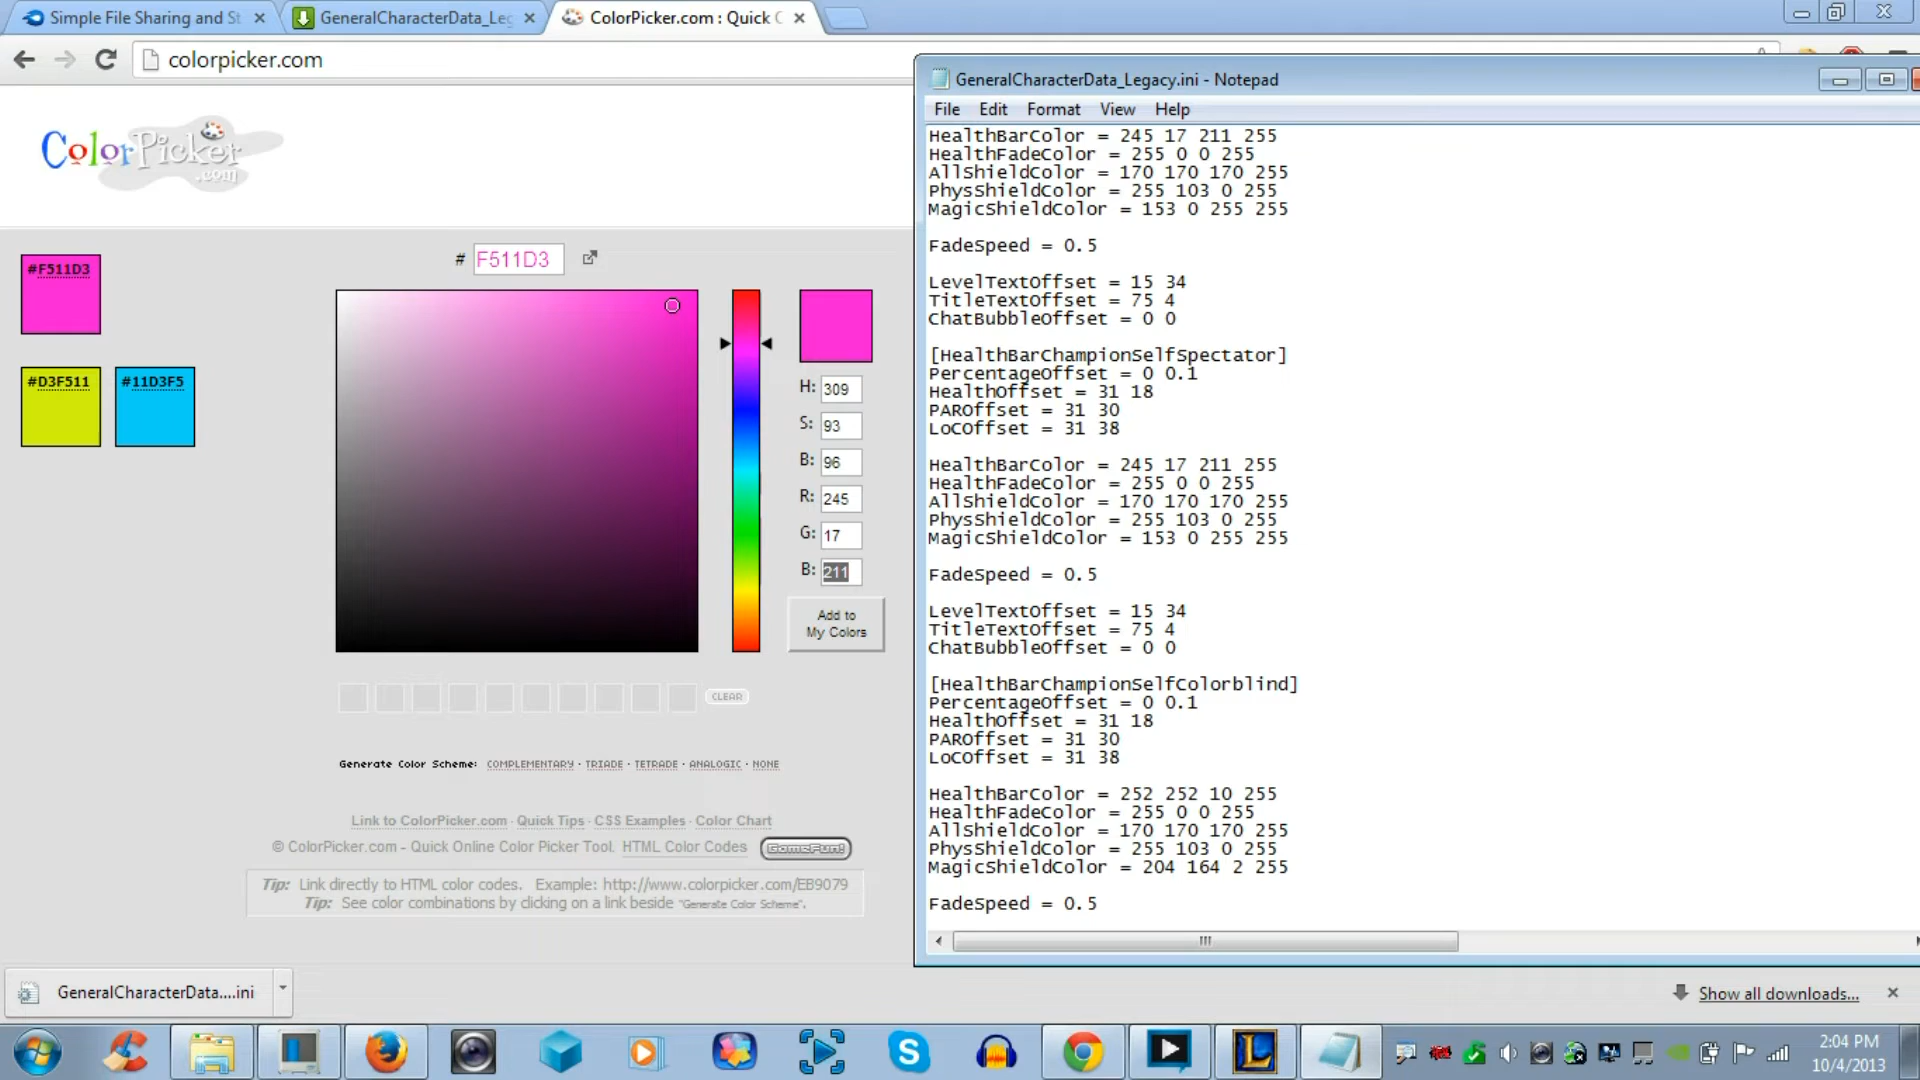 Simple File Sharing and St
GeneralCharacterData_Leg
ColorPicker.com : Quick C
colorpicker.com
ColorPicker
.com
# F511D3
#F511D3
#D3F511
#11D3F5
H: 309
S: 93
B: 96
R: 245
G: 17
B: 211
Add to
My Colors
CLEAR
Generate Color Scheme: COMPLEMENTARY · TRIADE · TETRADE · ANALOGIC · NONE
Link to ColorPicker.com · Quick Tips · CSS Examples · Color Chart
© ColorPicker.com - Quick Online Color Picker Tool. HTML Color Codes GameFun!
Tip: Link directly to HTML color codes. Example: http://www.colorpicker.com/EB9079
Tip: See color combinations by clicking on a link beside "Generate Color Scheme".
GeneralCharacterData_Legacy.ini - Notepad
File Edit Format View Help
HealthBarColor = 245 17 211 255
HealthFadeColor = 255 0 0 255
AllShieldColor = 170 170 170 255
PhysShieldColor = 255 103 0 255
MagicShieldColor = 153 0 255 255
FadeSpeed = 0.5
LevelTextOffset = 15 34
TitleTextOffset = 75 4
ChatBubbleOffset = 0 0
[HealthBarChampionSelfSpectator]
PercentageOffset = 0 0.1
HealthOffset = 31 18
PAROffset = 31 30
LoCOffset = 31 38
HealthBarColor = 245 17 211 255
HealthFadeColor = 255 0 0 255
AllShieldColor = 170 170 170 255
PhysShieldColor = 255 103 0 255
MagicShieldColor = 153 0 255 255
FadeSpeed = 0.5
LevelTextOffset = 15 34
TitleTextOffset = 75 4
ChatBubbleOffset = 0 0
[HealthBarChampionSelfColorblind]
PercentageOffset = 0 0.1
HealthOffset = 31 18
PAROffset = 31 30
LoCOffset = 31 38
HealthBarColor = 252 252 10 255
HealthFadeColor = 255 0 0 255
AllShieldColor = 170 170 170 255
PhysShieldColor = 255 103 0 255
MagicShieldColor = 204 164 2 255
FadeSpeed = 0.5
GeneralCharacterData....ini
Show all downloads...
2:04 PM
10/4/2013